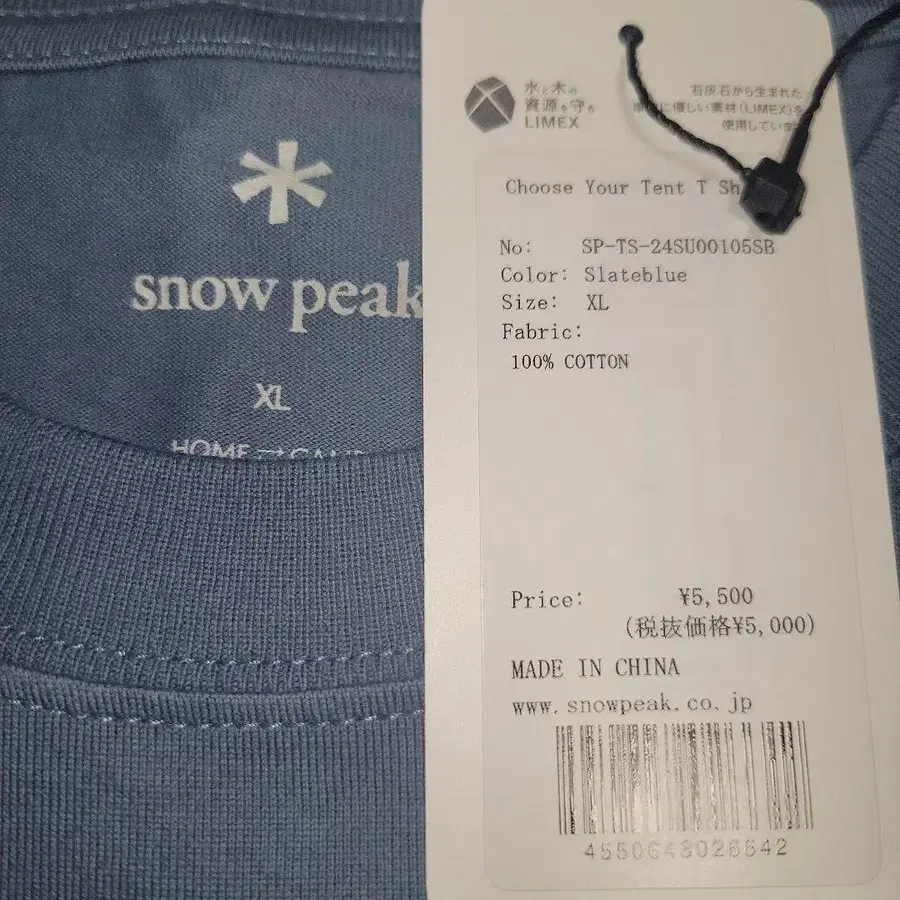 snow peak
XL
水と木の
資源を守る
LIMEX
石灰石から生まれた
に優しい素材(LIMEX)を
使用してい
Choose Your Tent T Sh
No: SP-TS-24SU00105SB
Color: Slateblue
Size: XL
Fabric:
100% COTTON
Price: ¥5,500
(税抜価格¥5,000)
MADE IN CHINA
www.snowpeak.co.jp
4550643026642